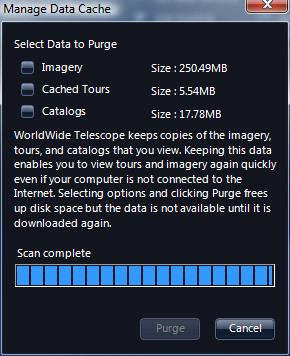 Manage Data Cache
Select Data to Purge
Imagery Size : 250.49MB
Cached Tours Size : 5.54MB
Catalogs Size : 17.78MB
WorldWide Telescope keeps copies of the imagery,
tours, and catalogs that you view. Keeping this data
enables you to view tours and imagery again quickly
even if your computer is not connected to the
Internet. Selecting options and clicking Purge frees
up disk space but the data is not available until it is
downloaded again.
Scan complete
Purge Cancel